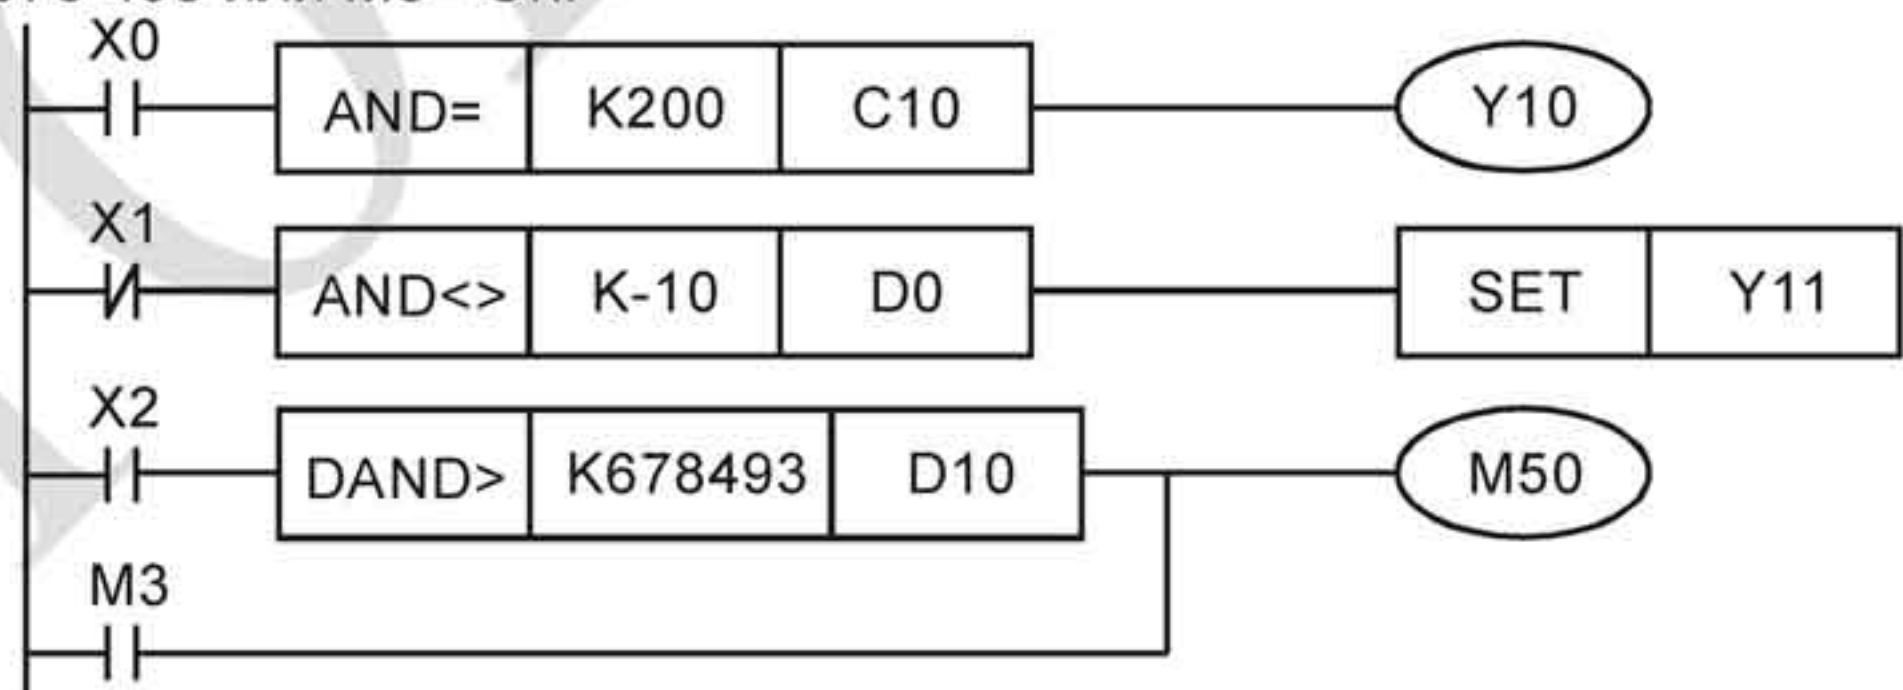 X0
AND= K200 C10 Y10
X1
AND<> K-10 D0 SET Y11
X2
DAND> K678493 D10 M50
M3